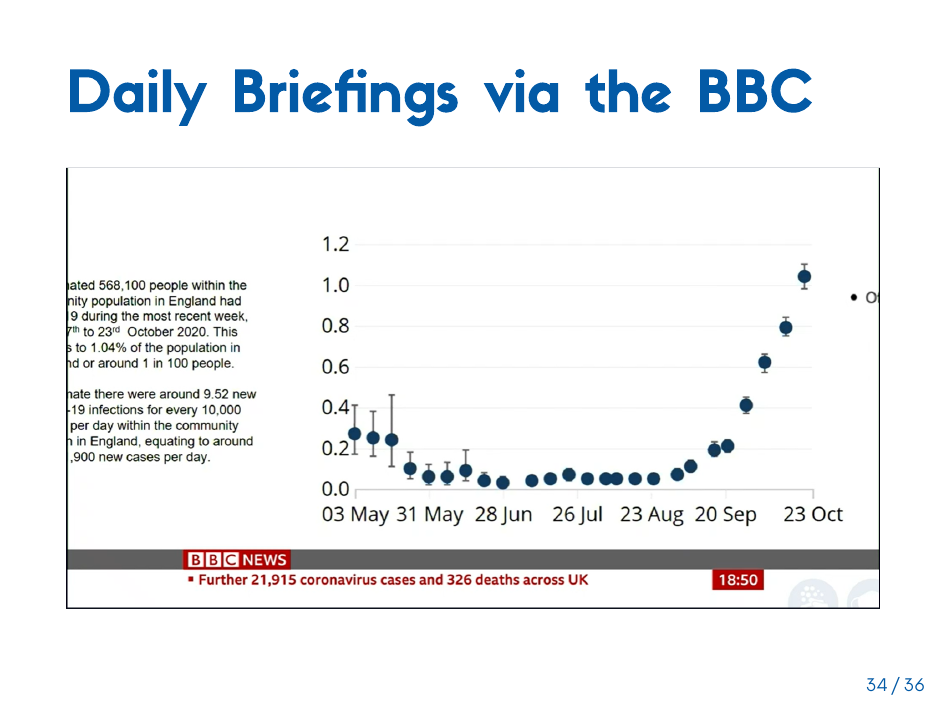 Daily Briefings via the BBC
ated 568,100 people within the
nity population in England had
19 during the most recent week,
7th to 23rd October 2020. This
s to 1.04% of the population in
nd or around 1 in 100 people.
nate there were around 9.52 new
-19 infections for every 10,000
per day within the community
n in England, equating to around
,900 new cases per day.
1.2
1.0
0.8
0.6
0.4
0.2
0.0
03 May 31 May 28 Jun 26 Jul 23 Aug 20 Sep 23 Oct
BBC NEWS
▪ Further 21,915 coronavirus cases and 326 deaths across UK
18:50
34 / 36